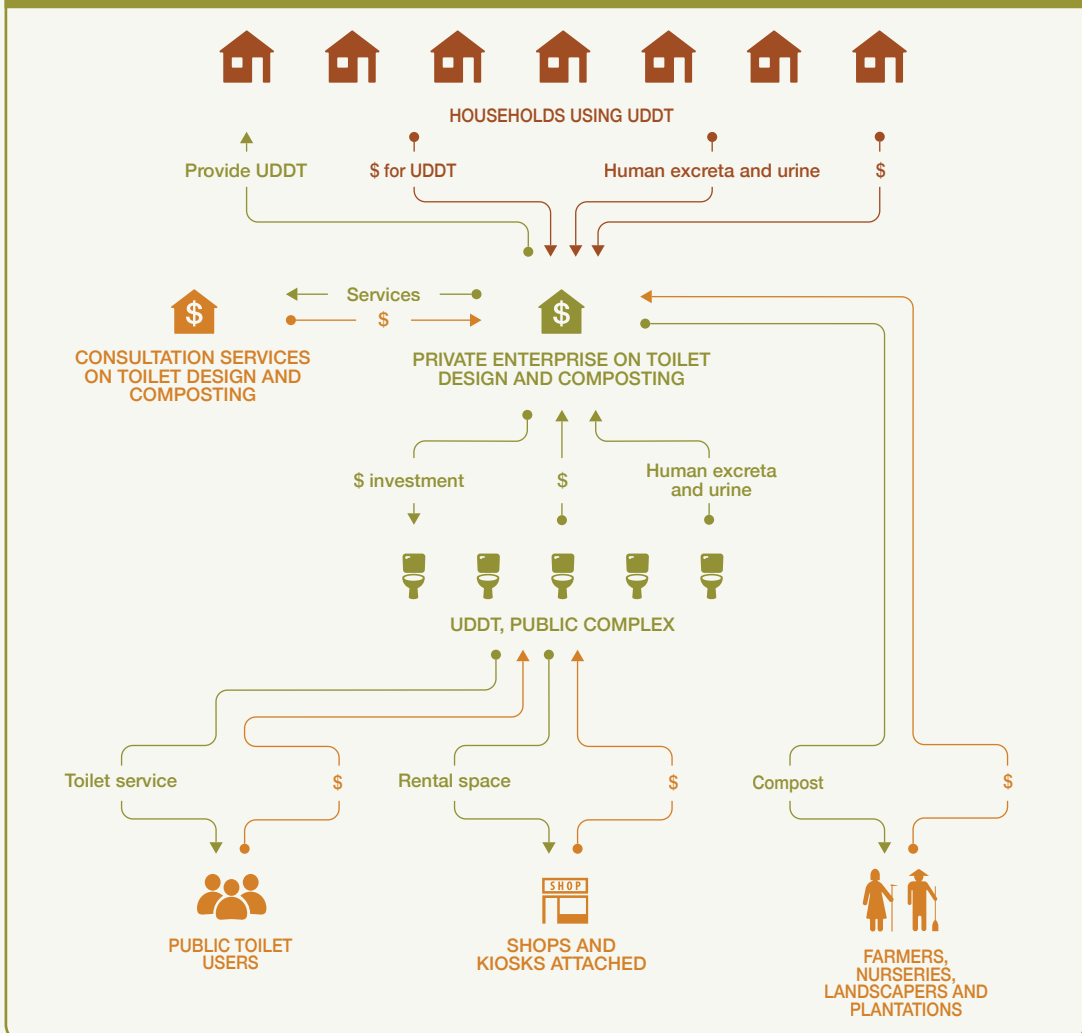 HOUSEHOLDS USING UDDT
Provide UDDT
$ for UDDT
Human excreta and urine
$
Services
$
$
$
CONSULTATION SERVICES
ON TOILET DESIGN AND
COMPOSTING
PRIVATE ENTERPRISE ON TOILET
DESIGN AND COMPOSTING
$ investment
$
Human excreta
and urine
UDDT, PUBLIC COMPLEX
Toilet service
$
Rental space
$
Compost
$
SHOP
PUBLIC TOILET
USERS
SHOPS AND
KIOSKS ATTACHED
FARMERS,
NURSERIES,
LANDSCAPERS AND
PLANTATIONS